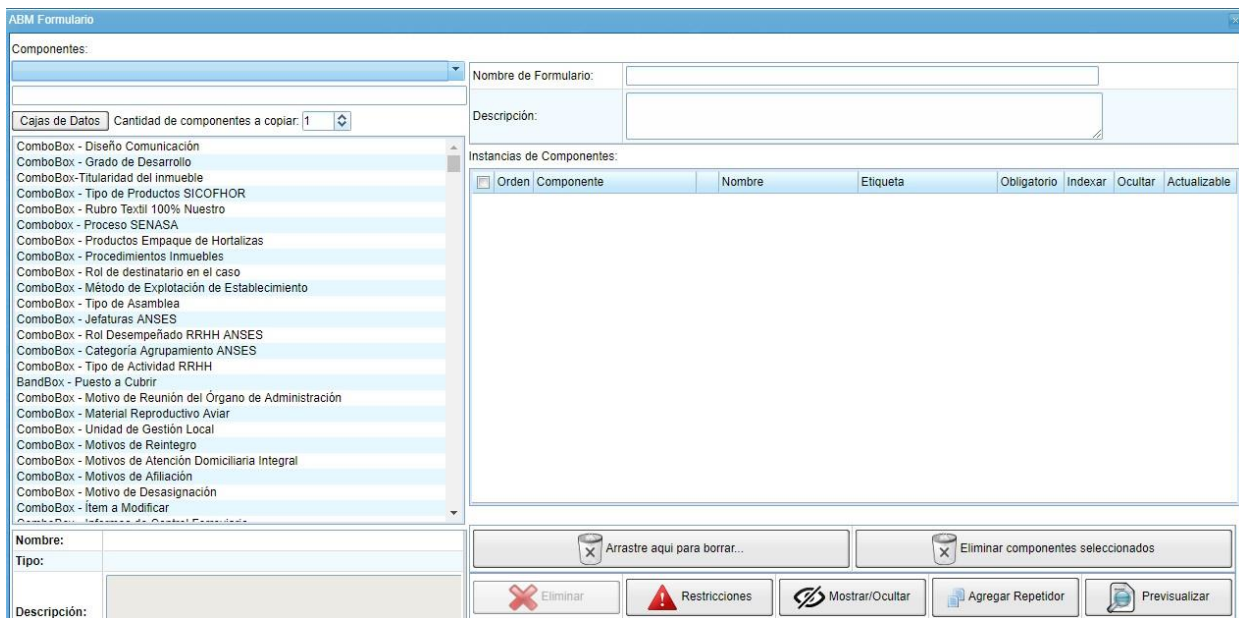 ABM Formulario
Componentes:
Cajas de Datos Cantidad de componentes a copiar: 1
ComboBox - Diseño Comunicación
ComboBox - Grado de Desarrollo
ComboBox-Titularidad del inmueble
ComboBox - Tipo de Productos SICOFHOR
ComboBox - Rubro Textil 100% Nuestro
Combobox - Proceso SENASA
ComboBox - Productos Empaque de Hortalizas
ComboBox - Procedimientos Inmuebles
ComboBox - Rol de destinatario en el caso
ComboBox - Método de Explotación de Establecimiento
ComboBox - Tipo de Asamblea
ComboBox - Jefaturas ANSES
ComboBox - Rol Desempeñado RRHH ANSES
ComboBox - Categoría Agrupamiento ANSES
ComboBox - Tipo de Actividad RRHH
BandBox - Puesto a Cubrir
ComboBox - Motivo de Reunión del Órgano de Administración
ComboBox - Material Reproductivo Aviar
ComboBox - Unidad de Gestión Local
ComboBox - Motivos de Reintegro
ComboBox - Motivos de Atención Domiciliaria Integral
ComboBox - Motivos de Afiliación
ComboBox - Motivo de Desasignación
ComboBox - Ítem a Modificar
Nombre:
Tipo:
Descripción:
Nombre de Formulario:
Descripción:
Instancias de Componentes:
Orden Componente Nombre Etiqueta Obligatorio Indexar Ocultar Actualizable
Arrastre aqui para borrar... Eliminar componentes seleccionados
Eliminar Restricciones Mostrar/Ocultar Agregar Repetidor Previsualizar